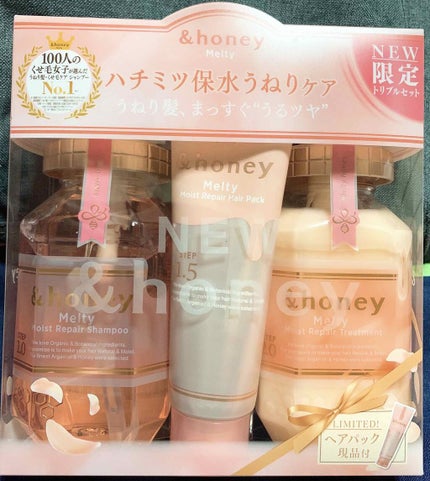 &honey
100人の
くせ毛女子が選んだ
うねり髪・くせ毛ケア シャンプー
No.1
&honey
Melty
ハチミツ保水うねりケア
うねり髪、まっすぐ“うるツヤ”
NEW
限定
トリプルセット
&honey
Melty
Moist Repair Hair Pack
STEP
1.5
NEW
&honey
&honey
Melty
Moist Repair Shampoo
STEP
1.0
&honey
Melty
Moist Repair Treatment
STEP
2.0
LIMITED!
ヘアパック
現品付